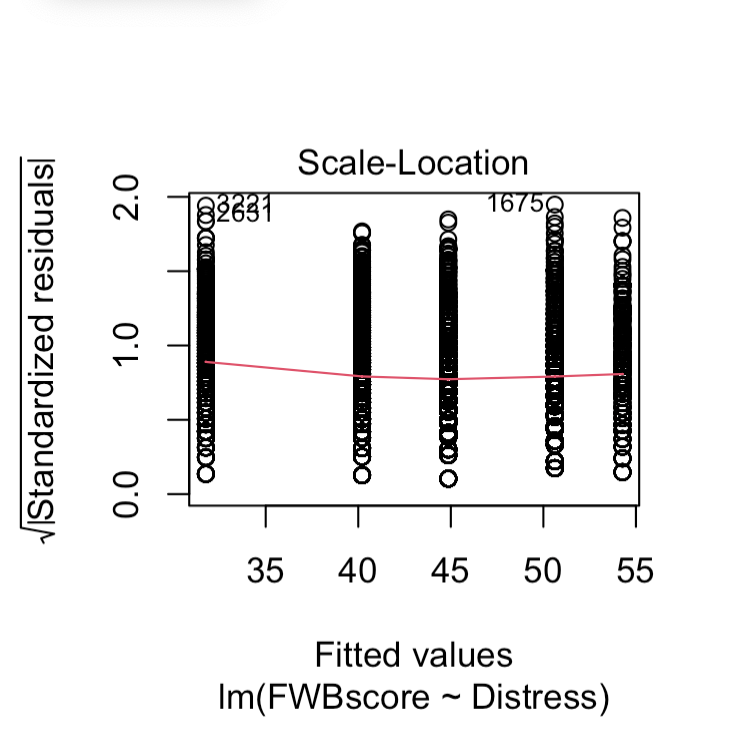 Scale-Location
√|Standardized residuals|
2.0
1.0
0.0
3221
2631
1675
35 40 45 50 55
Fitted values
lm(FWBscore ~ Distress)